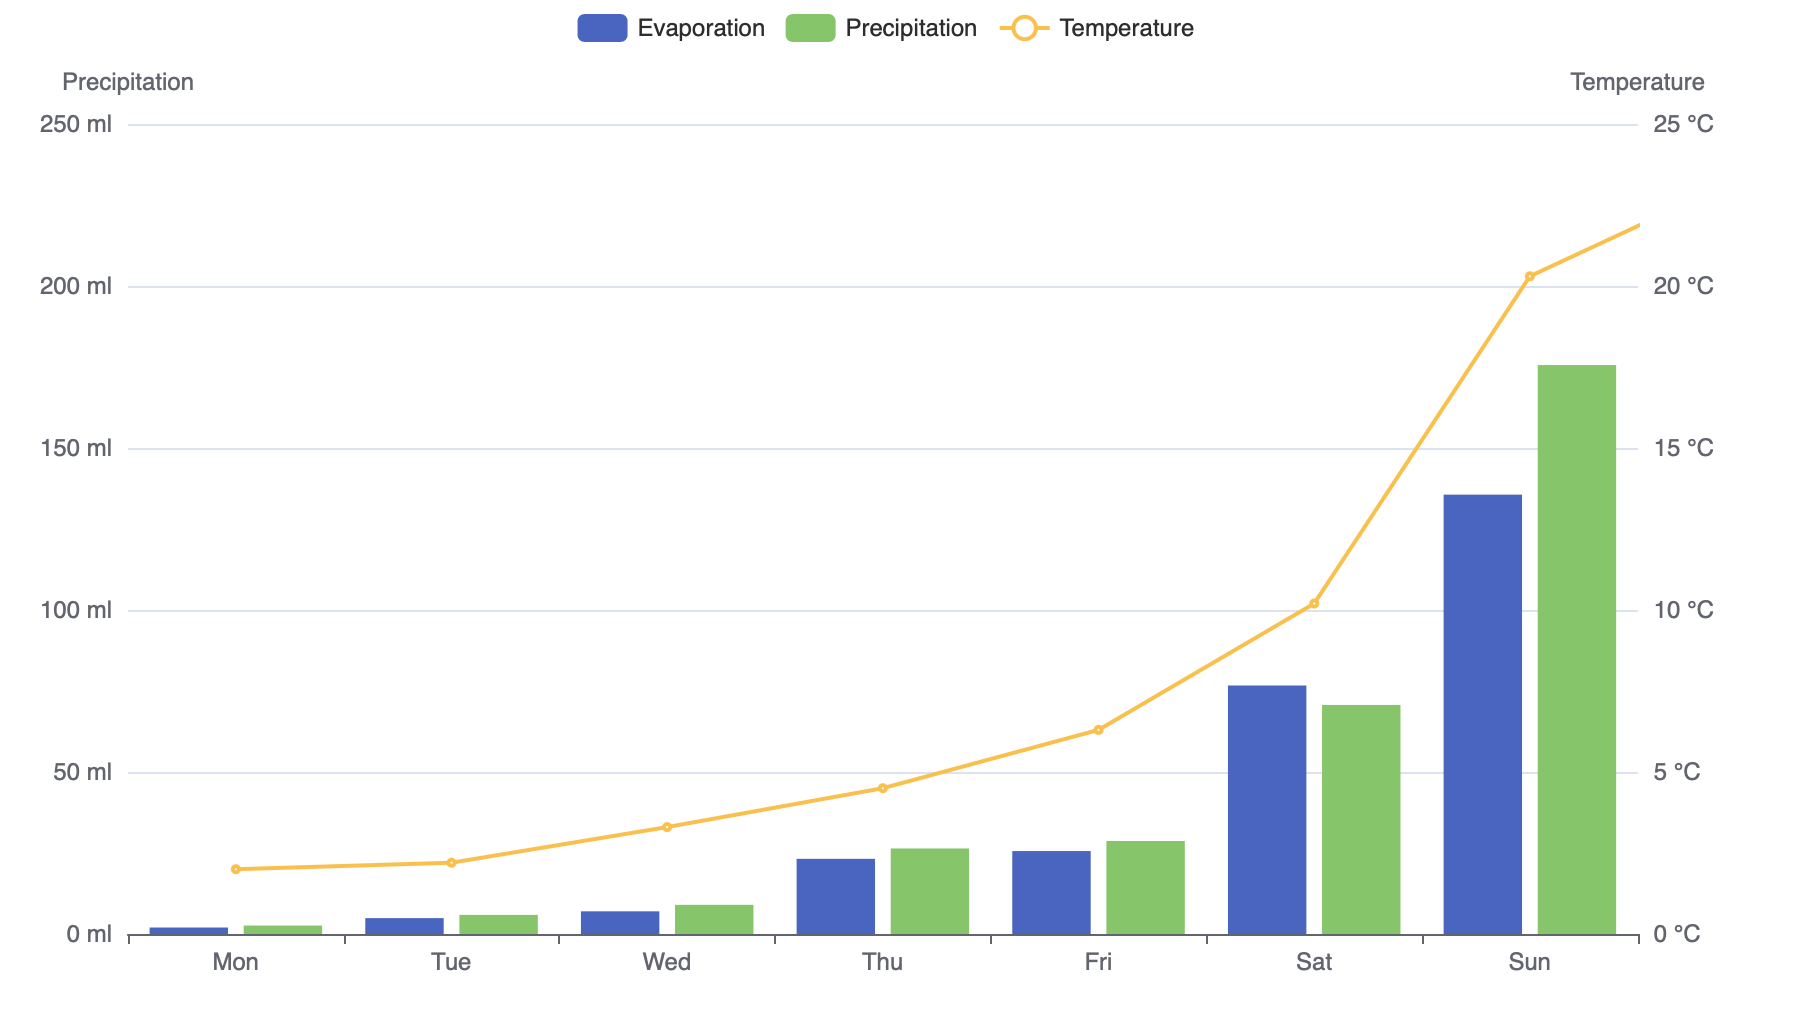 Evaporation Precipitation Temperature
Precipitation Temperature
250 ml 25 °C
200 ml 20 °C
150 ml 15 °C
100 ml 10 °C
50 ml 5 °C
0 ml 0 °C
Mon Tue Wed Thu Fri Sat Sun